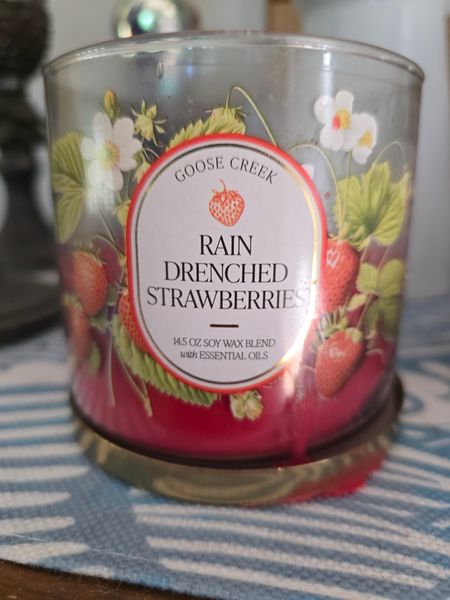 GOOSE CREEK
RAIN
DRENCHED
STRAWBERRIES
14.5 OZ SOY WAX BLEND
with ESSENTIAL OILS